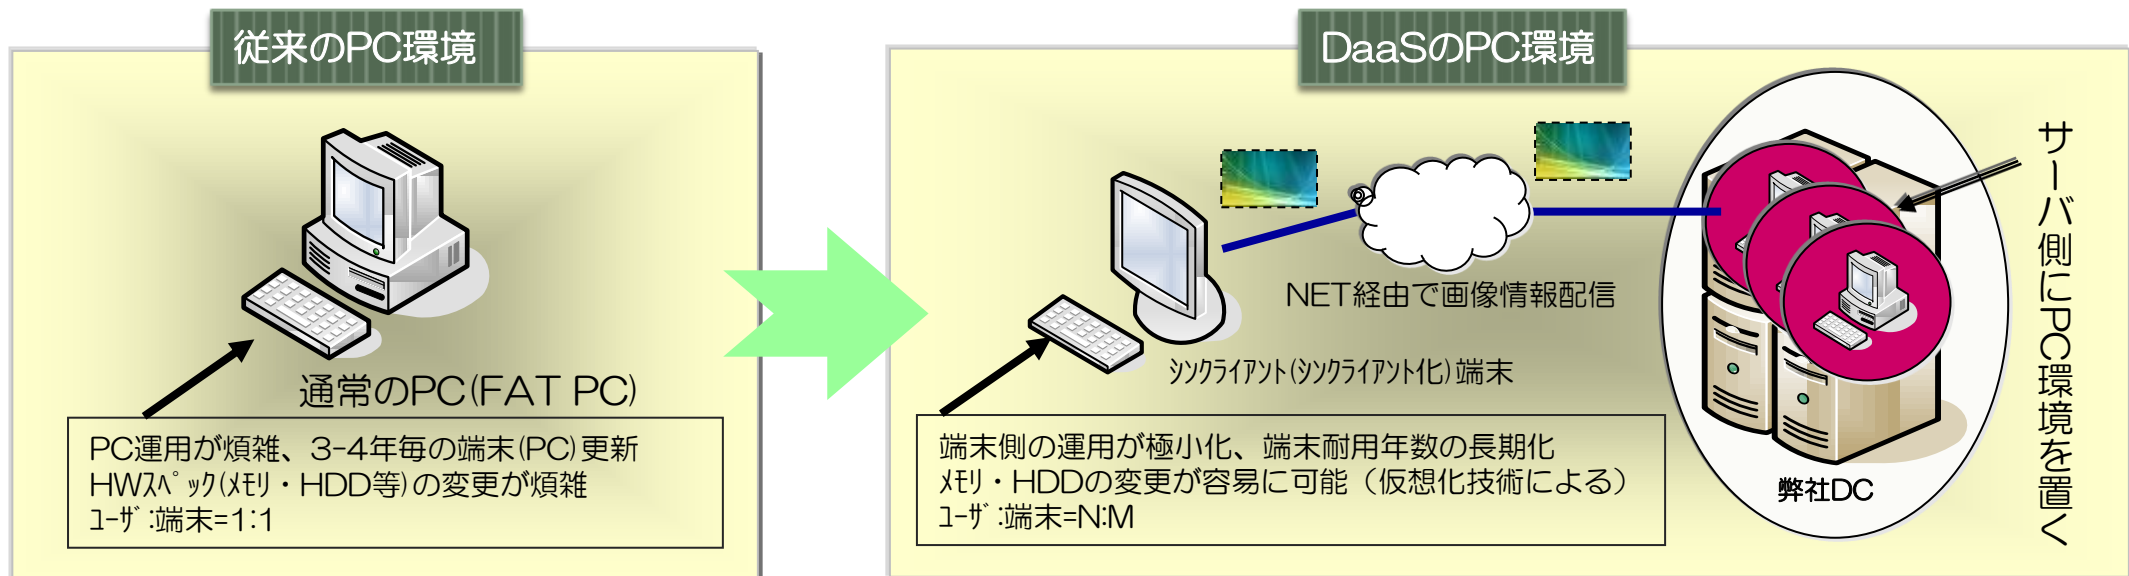 従来のPC環境
通常のPC(FAT PC)
PC運用が煩雑、3-4年毎の端末(PC)更新
HWｽﾍﾟｯｸ(ﾒﾓﾘ・HDD等)の変更が煩雑
ﾕｰｻﾞ:端末=1:1
DaaSのPC環境
NET経由で画像情報配信
ｼﾝｸﾗｲｱﾝﾄ(ｼﾝｸﾗｲｱﾝﾄ化)端末
端末側の運用が極小化、端末耐用年数の長期化
ﾒﾓﾘ・HDDの変更が容易に可能（仮想化技術による）
ﾕｰｻﾞ:端末=N:M
弊社DC
サーバ側にPC環境を置く